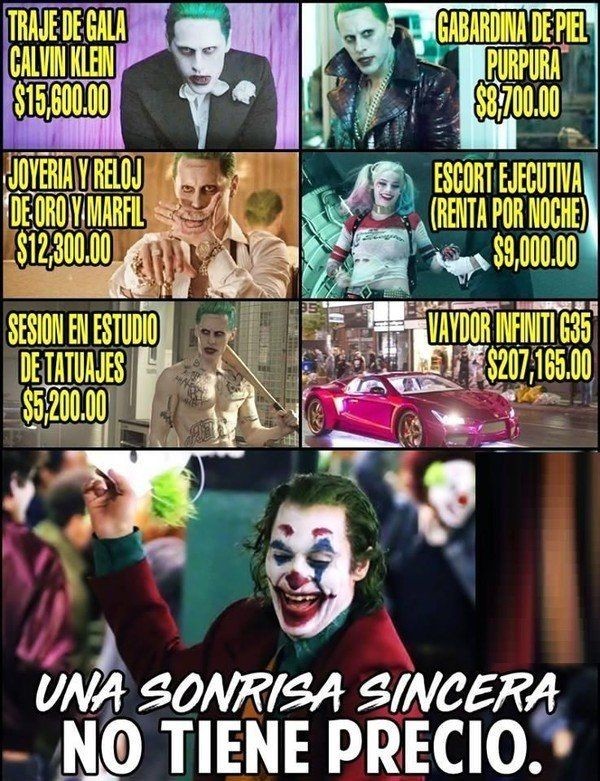 TRAJE DE GALA
CALVIN KLEIN
$15,600.00
GABARDINA DE PIEL
PURPURA
$8,700.00
JOYERIA Y RELOJ
DE ORO Y MARFIL
$12,300.00
ESCORT EJECUTIVA
(RENTA POR NOCHE)
$9,000.00
SESION EN ESTUDIO
DE TATUAJES
$5,200.00
VAYDOR INFINITI G35
$207,165.00
UNA SONRISA SINCERA
NO TIENE PRECIO.